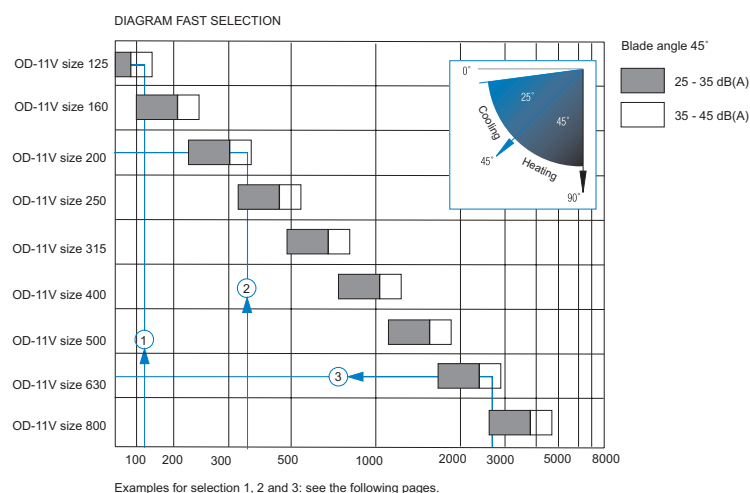 DIAGRAM FAST SELECTION
Blade angle 45°
25 - 35 dB(A)
35 - 45 dB(A)
0°
25°
45°
Cooling
45°
Heating
90°
OD-11V size 125
OD-11V size 160
OD-11V size 200
OD-11V size 250
OD-11V size 315
OD-11V size 400
2
OD-11V size 500
1
OD-11V size 630
3
OD-11V size 800
100 200 300 500 1000 2000 3000 5000 8000
Examples for selection 1, 2 and 3: see the following pages.